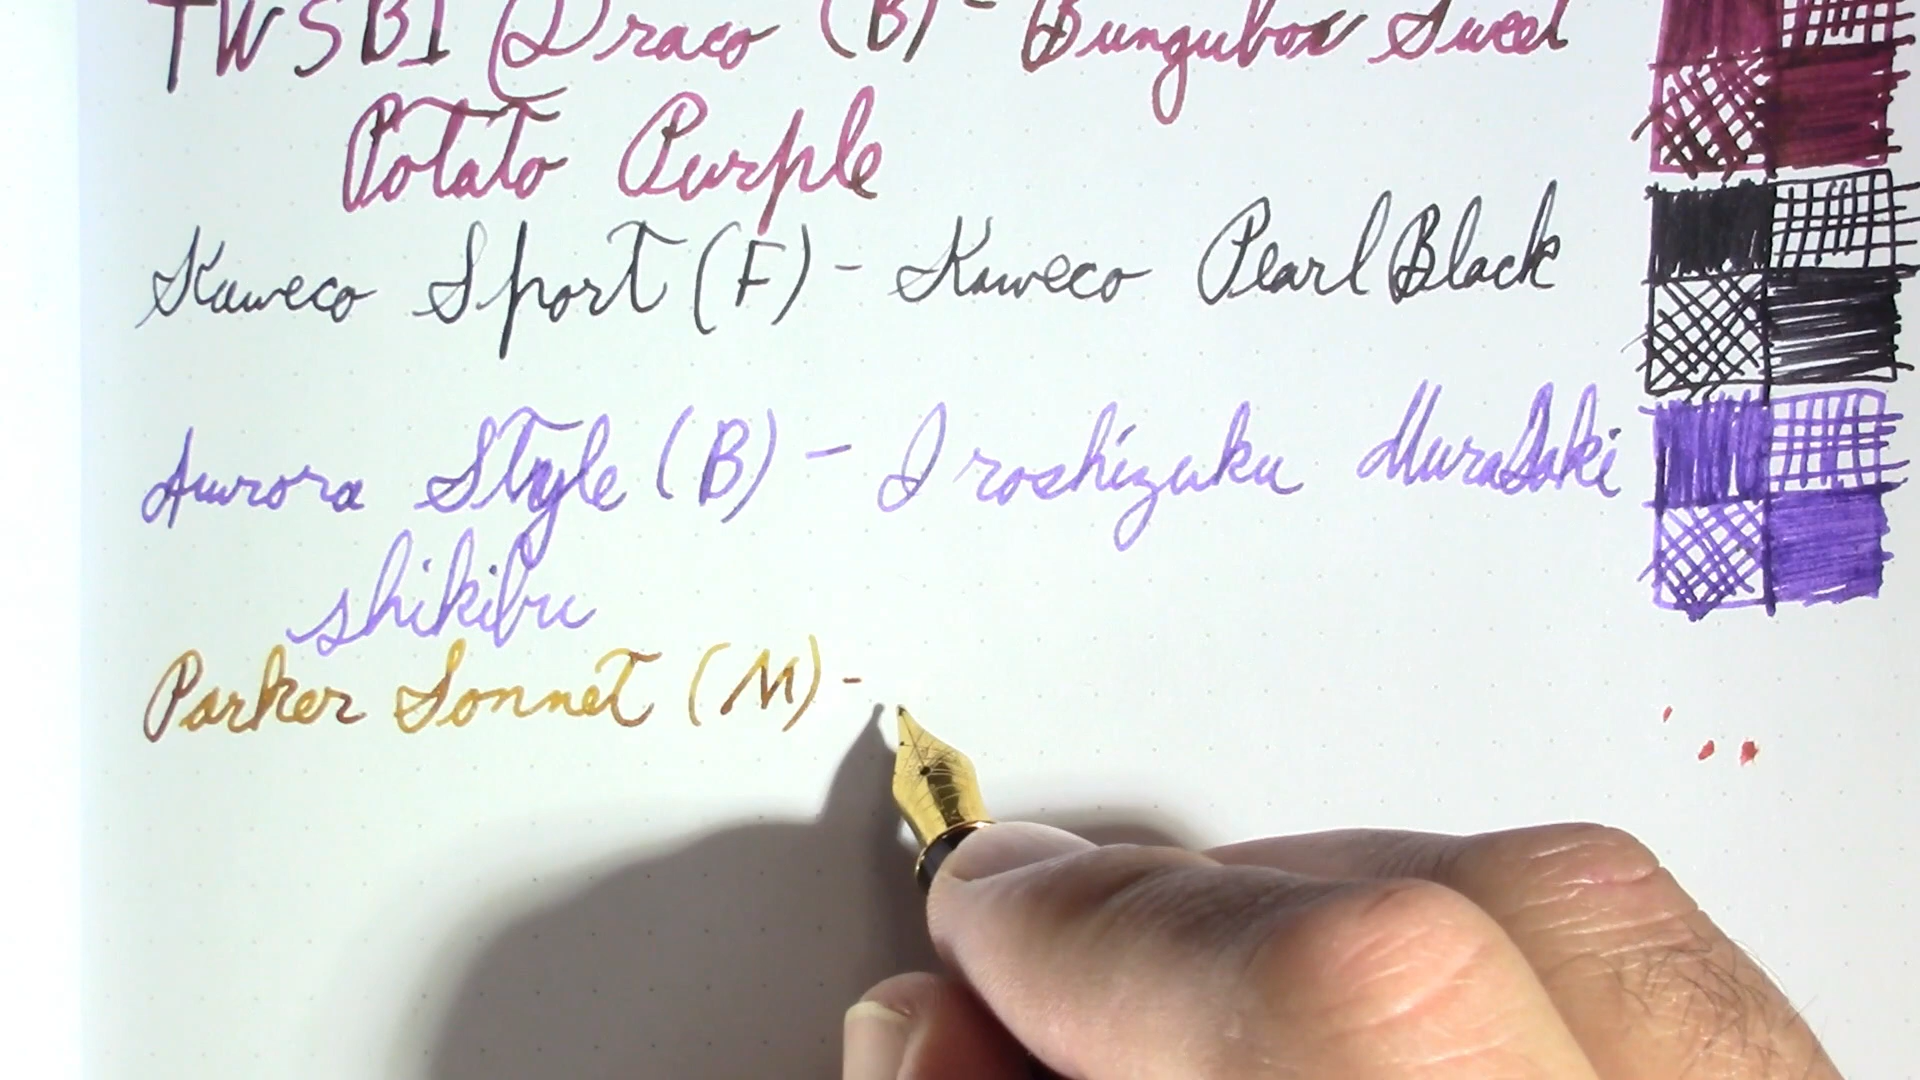 TWSBI Draco (B) - Bungubox Sweet
Potato Purple
Kaweco Sport (F) - Kaweco Pearl Black
Aurora Style (B) - Iroshizuku MuraSaki
shikibu
Parker Sonnet (M) -